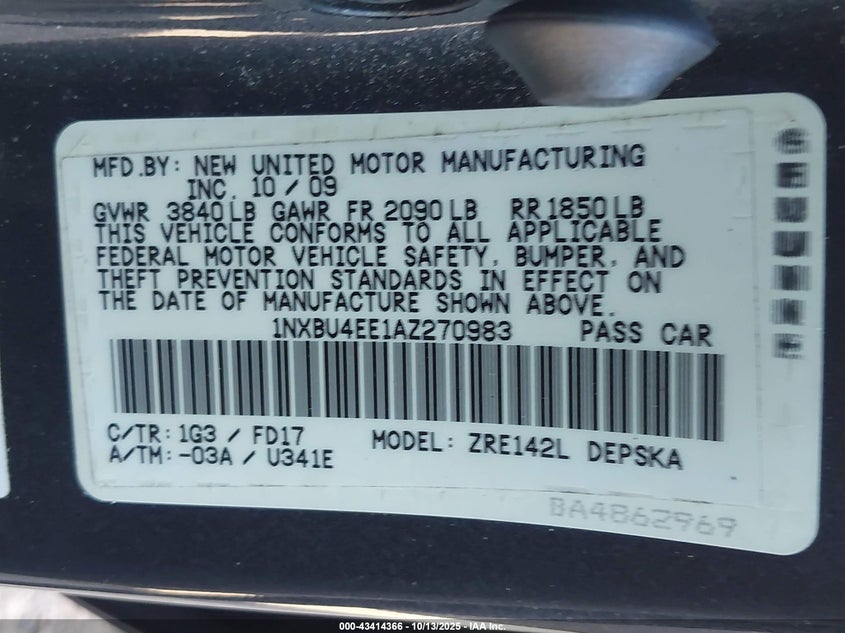 MFD.BY: NEW UNITED MOTOR MANUFACTURING
INC. 10 / 09
GVWR 3840 LB GAWR FR 2090 LB RR 1850 LB
THIS VEHICLE CONFORMS TO ALL APPLICABLE
FEDERAL MOTOR VEHICLE SAFETY, BUMPER, AND
THEFT PREVENTION STANDARDS IN EFFECT ON
THE DATE OF MANUFACTURE SHOWN ABOVE.
1NXBU4EE1AZ270983 PASS CAR
C/TR: 1G3 / FD17 MODEL: ZRE142L DEPSKA
A/TM: -03A / U341E
BA4862969
GENUINE
000-43414366 - 10/13/2025 - IAA Inc.